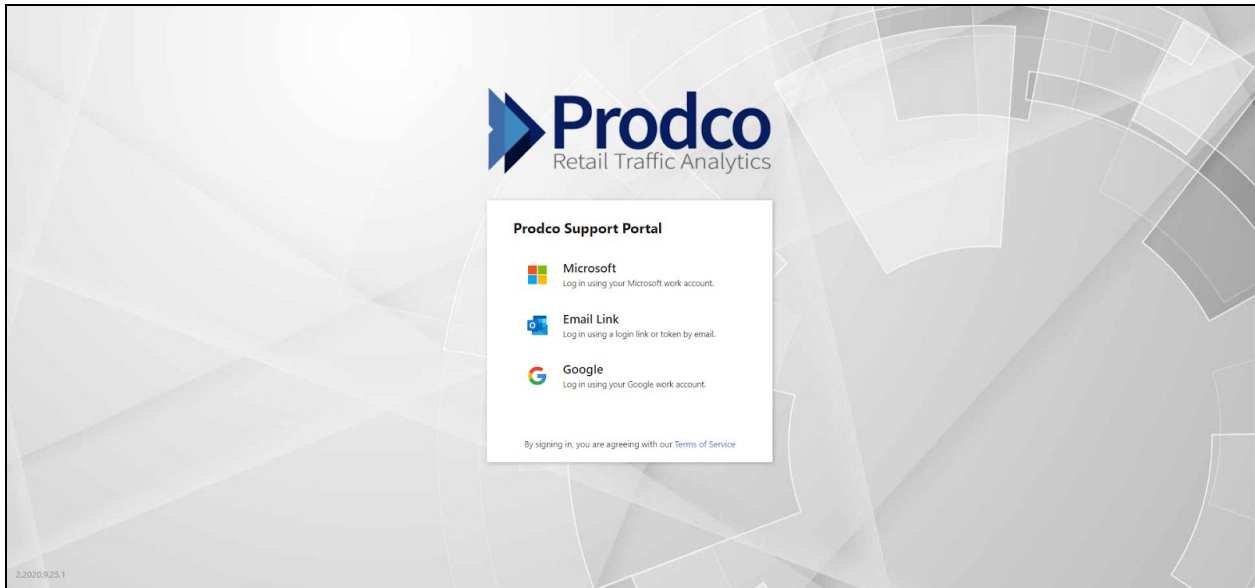 Prodco
Retail Traffic Analytics
Prodco Support Portal
Microsoft
Log in using your Microsoft work account.
Email Link
Log in using a login link or token by email.
Google
Log in using your Google work account.
By signing in, you are agreeing with our Terms of Service
2.2020.9.25.1